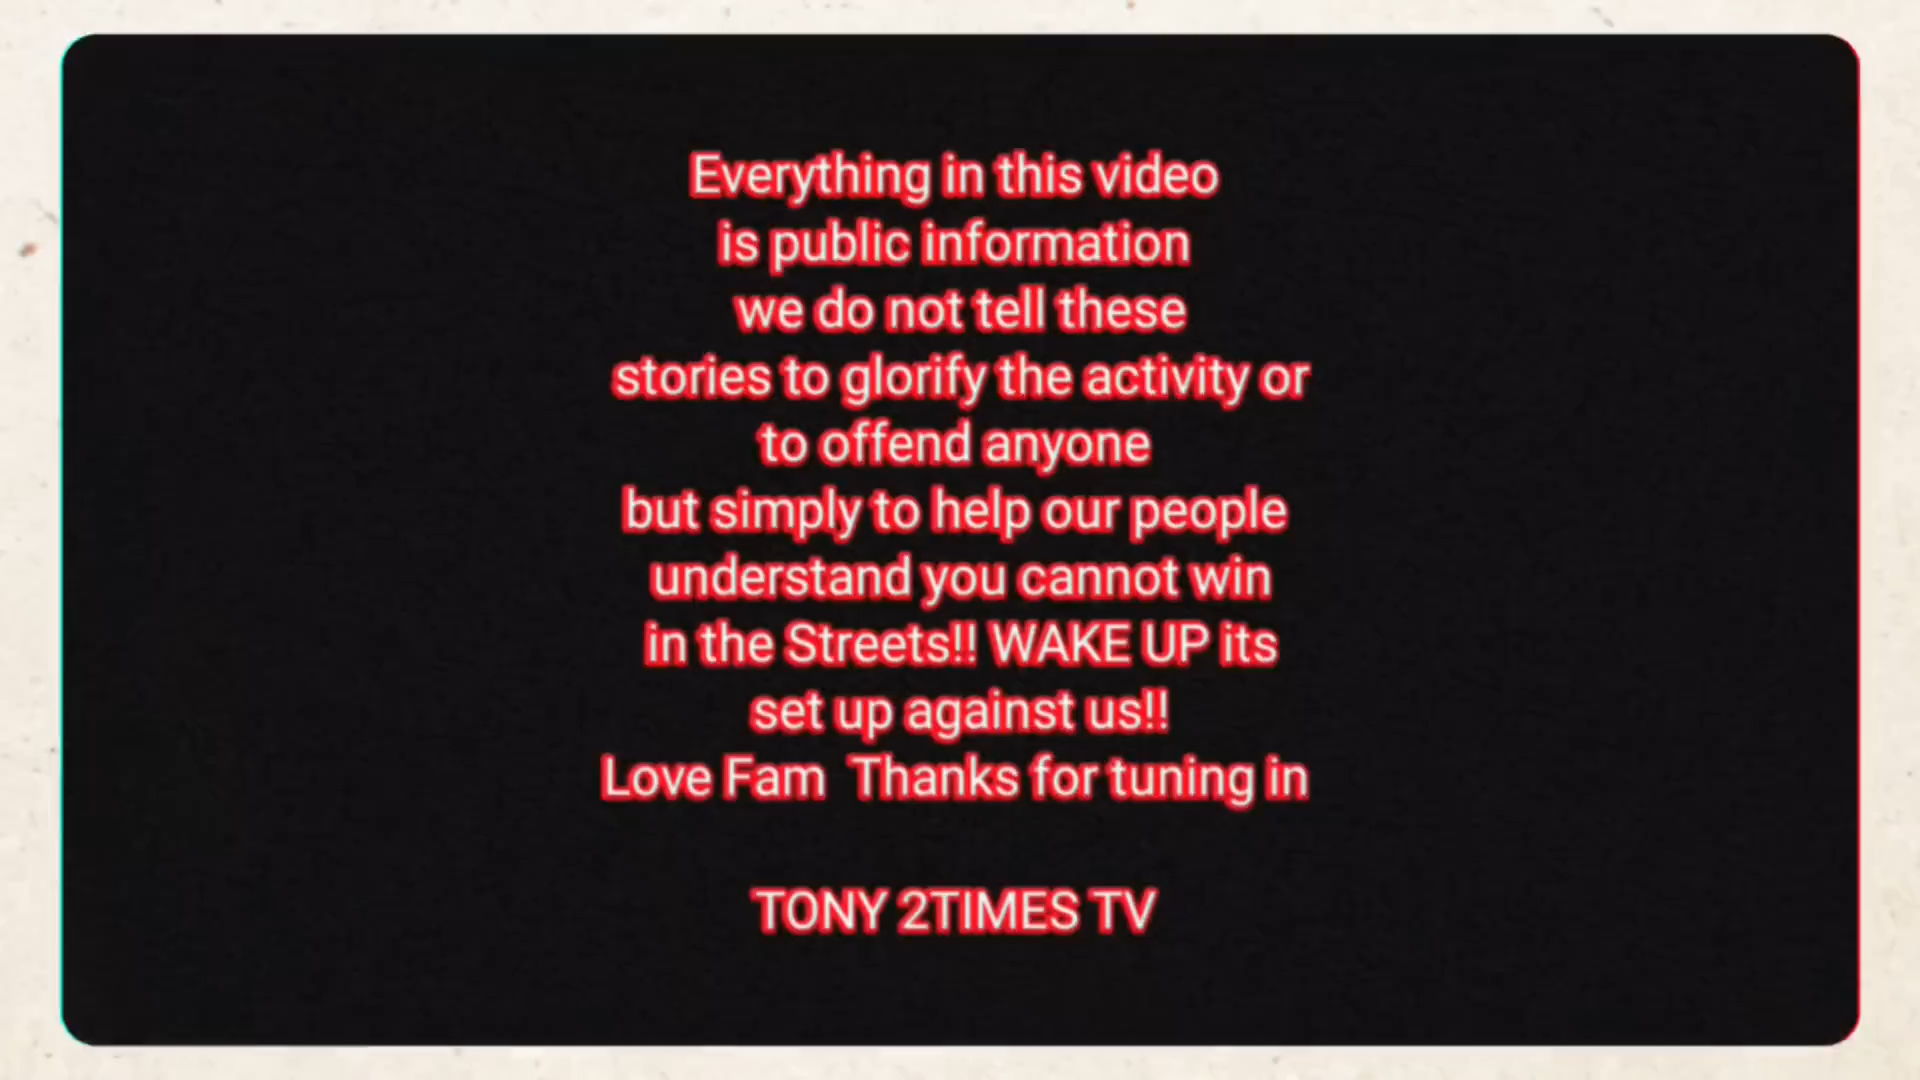 Everything in this video
is public information
we do not tell these
stories to glorify the activity or
to offend anyone
but simply to help our people
understand you cannot win
in the Streets!! WAKE UP its
set up against us!!
Love Fam  Thanks for tuning in
TONY 2TIMES TV